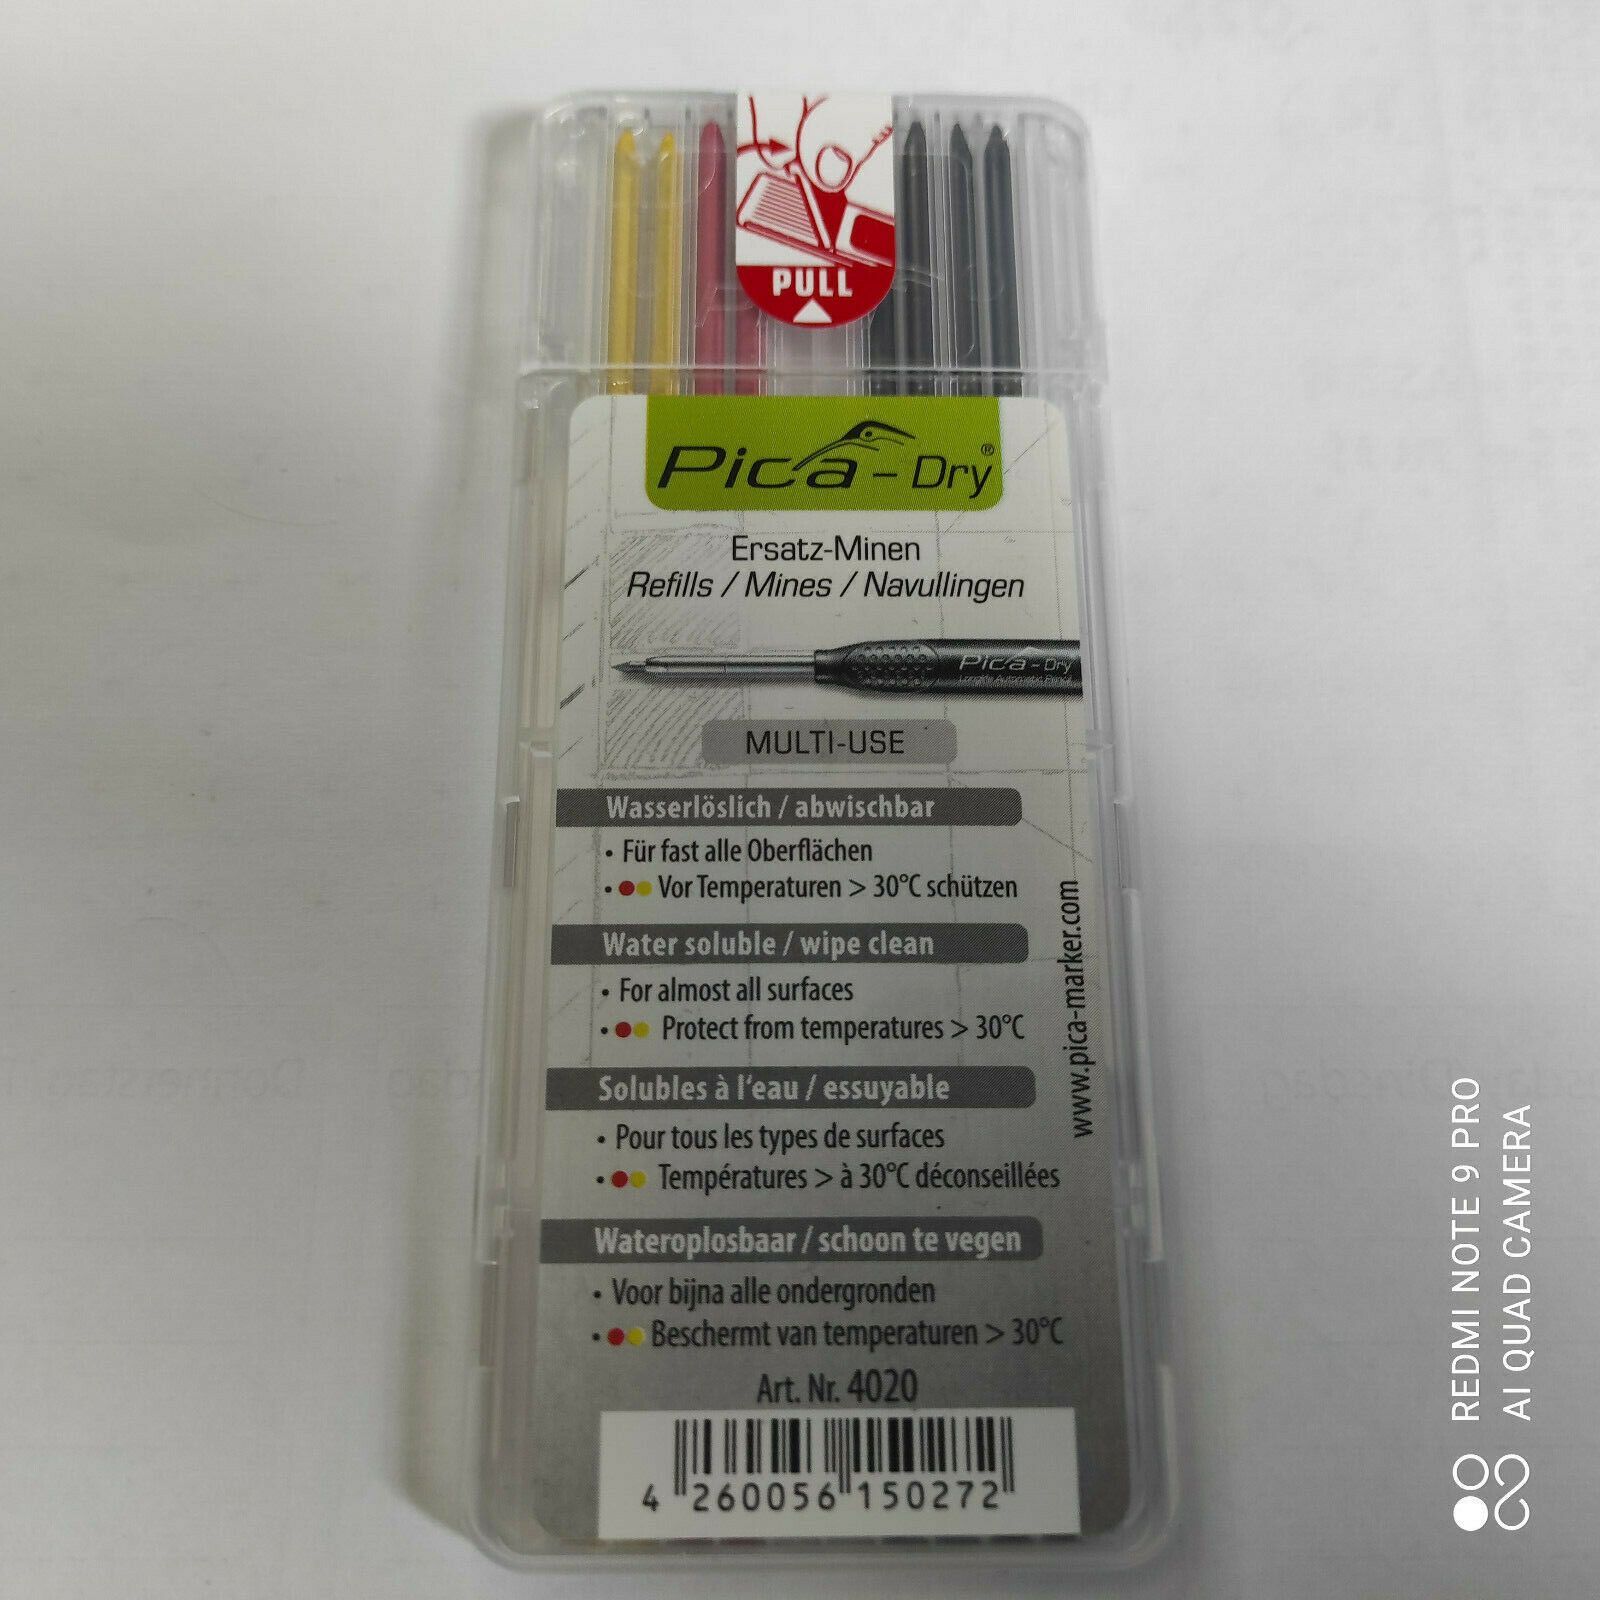 PULL
Pica-Dry®
Ersatz-Minen
Refills / Mines / Navullingen
Pica-Dry
Longlife Automatic Pencil
MULTI-USE
Wasserlöslich / abwischbar
• Für fast alle Oberflächen
• Vor Temperaturen > 30°C schützen
Water soluble / wipe clean
• For almost all surfaces
• Protect from temperatures > 30°C
Solubles à l'eau / essuyable
• Pour tous les types de surfaces
• Températures > à 30°C déconseillées
Wateroplosbaar / schoon te vegen
• Voor bijna alle ondergronden
• Beschermt van temperaturen > 30°C
www.pica-marker.com
Art. Nr. 4020
4 260056 150272
REDMI NOTE 9 PRO
AI QUAD CAMERA